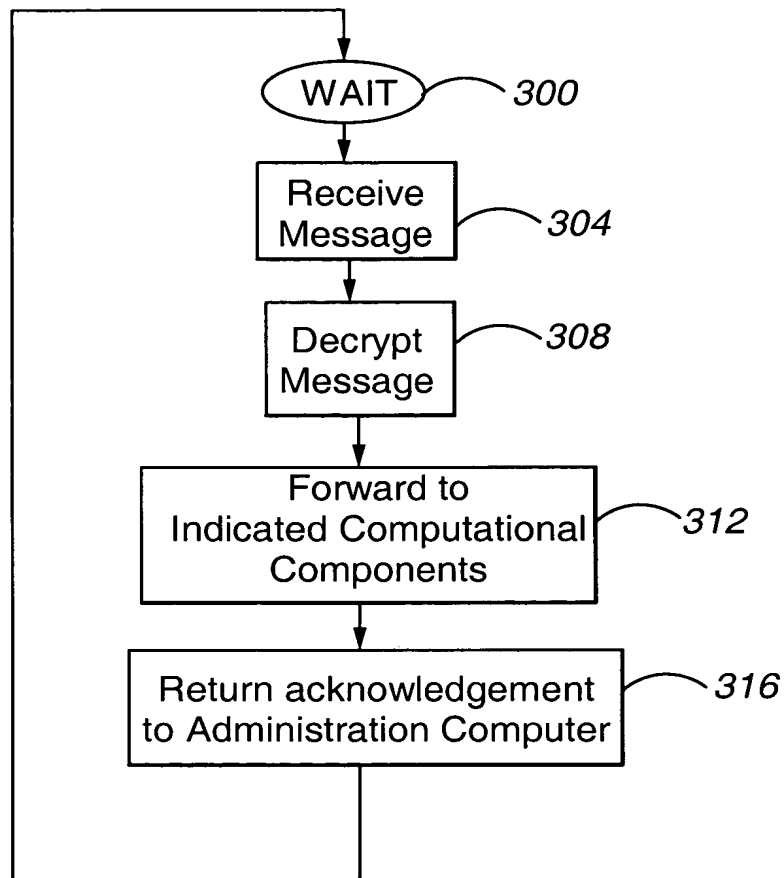 WAIT
300
Receive
Message
304
Decrypt
Message
308
Forward to
Indicated Computational
Components
312
Return acknowledgement
to Administration Computer
316